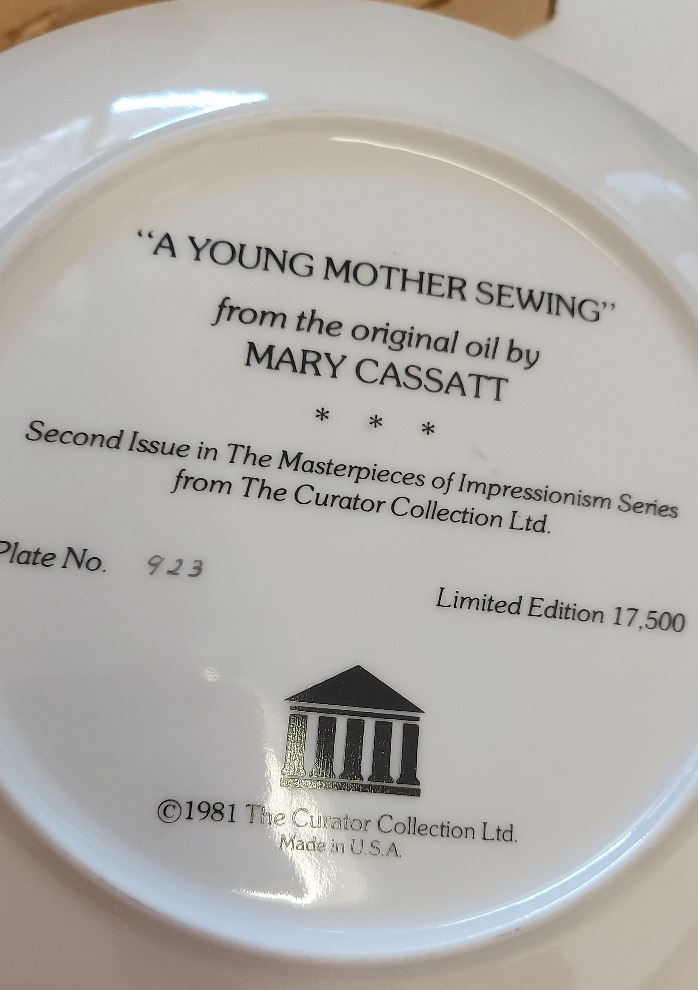 “A YOUNG MOTHER SEWING”
from the original oil by
MARY CASSATT
* * *
Second Issue in The Masterpieces of Impressionism Series
from The Curator Collection Ltd.
Plate No. 923
Limited Edition 17,500
©1981 The Curator Collection Ltd.
Made in U.S.A.